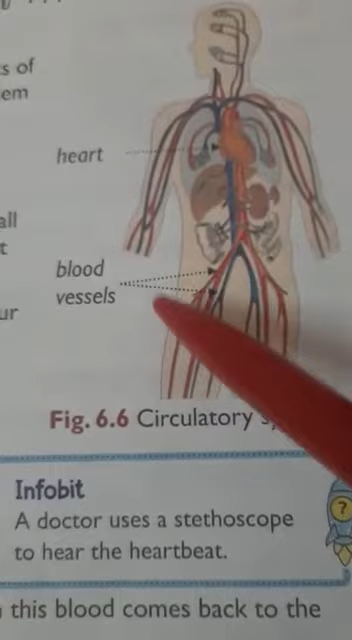 s of
em
heart
all
t
blood
vessels
ur
Fig. 6.6 Circulatory
Infobit
A doctor uses a stethoscope
to hear the heartbeat.
?
this blood comes back to the